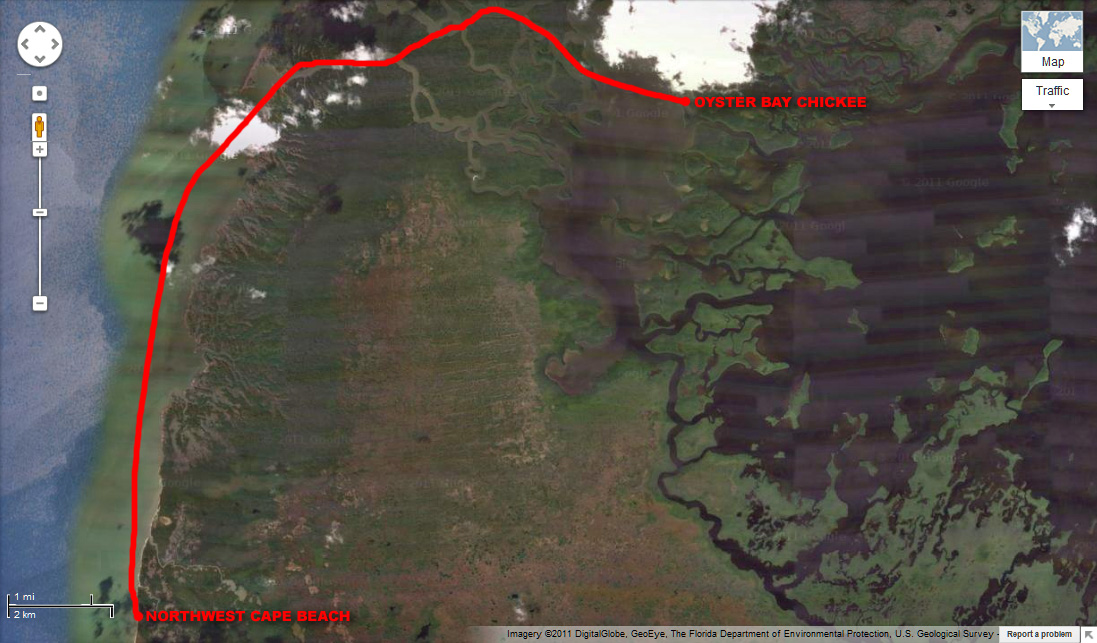 Map
Traffic
OYSTER BAY CHICKEE
© 2011 Google
NORTHWEST CAPE BEACH
1 mi
2 km
Imagery ©2011 DigitalGlobe, GeoEye, The Florida Department of Environmental Protection, U.S. Geological Survey -
Report a problem